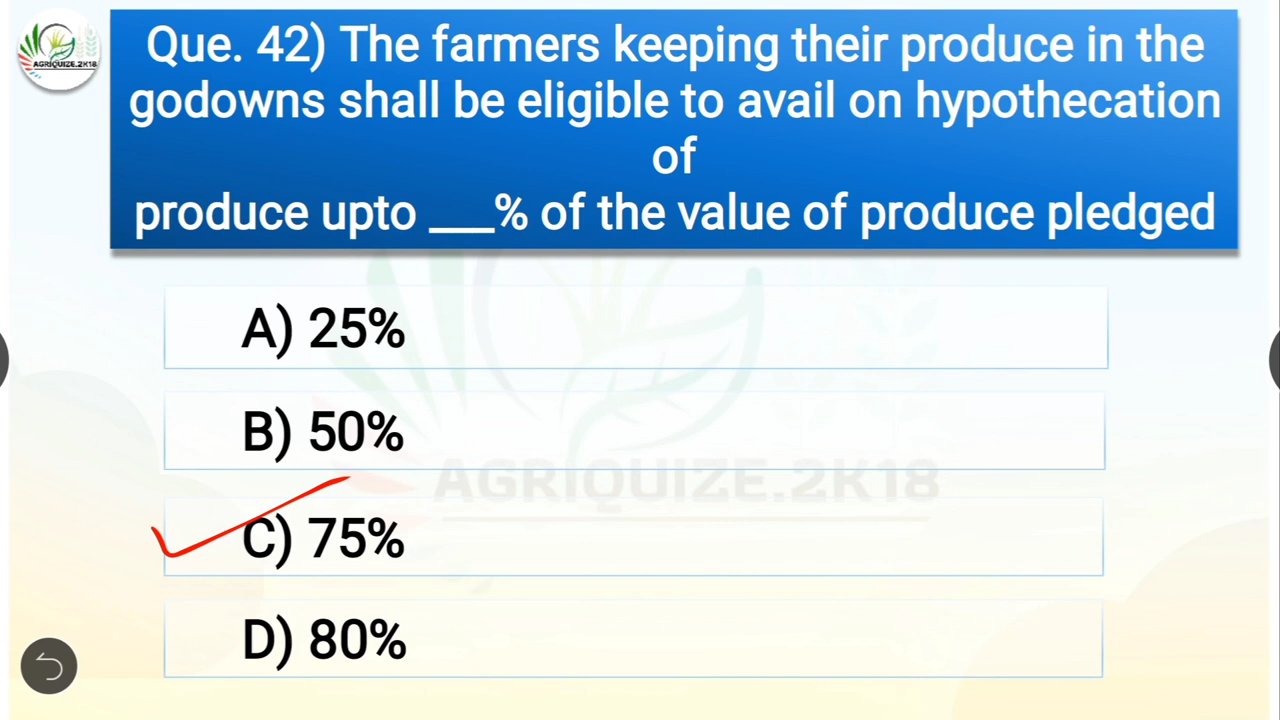 AGRIQUIZE.2K18
Que. 42) The farmers keeping their produce in the
godowns shall be eligible to avail on hypothecation
of
produce upto ___% of the value of produce pledged
A) 25%
B) 50%
AGRIQUIZE.2K18
C) 75%
D) 80%